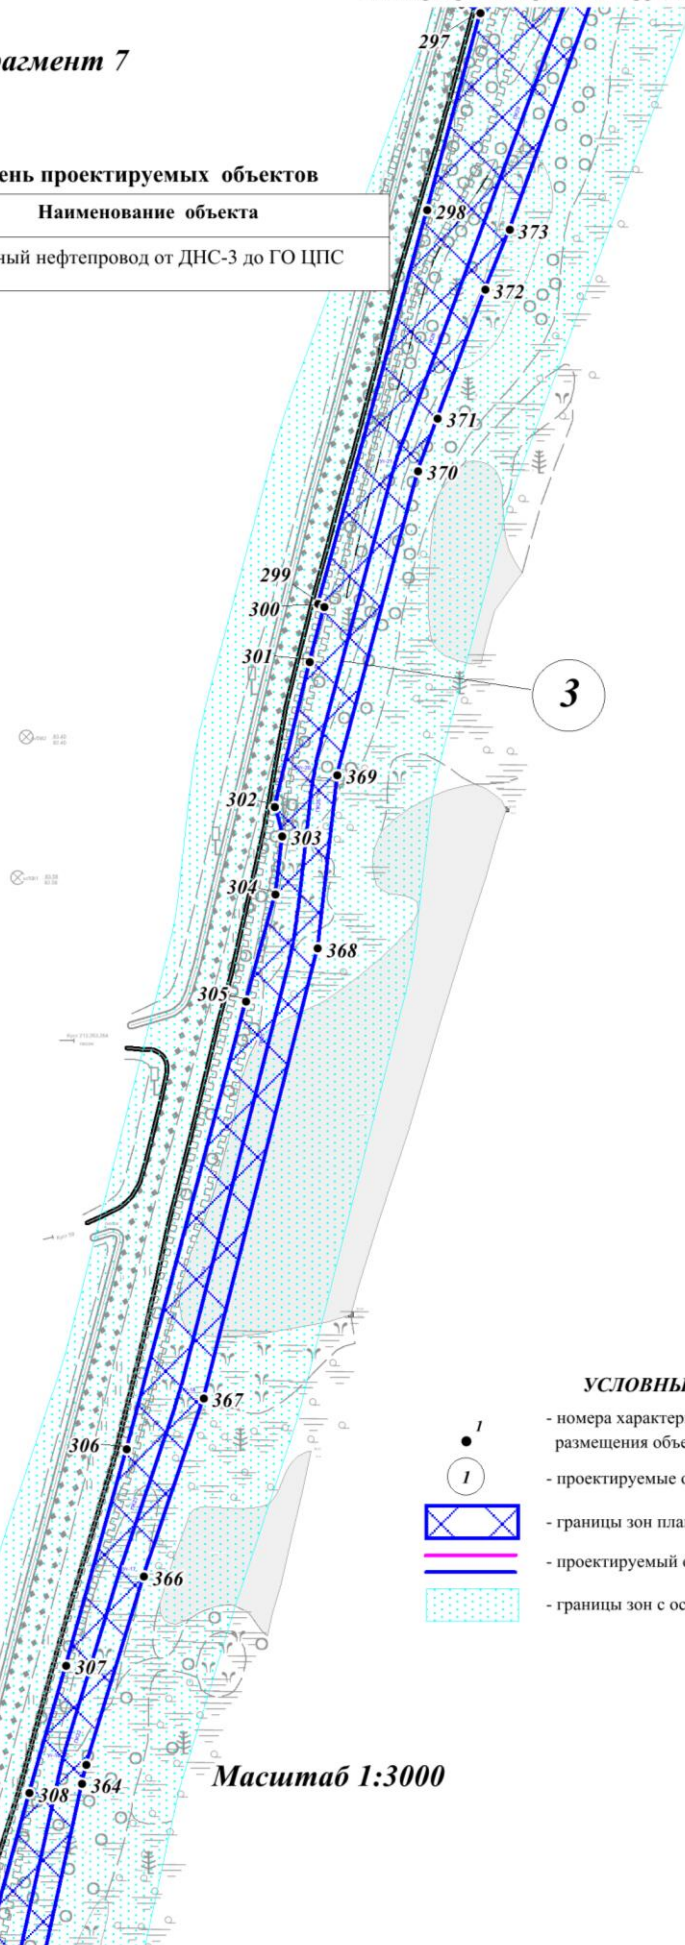 297
агмент 7
ень проектируемых объектов
Наименование объекта
ный нефтепровод от ДНС-3 до ГО ЦПС
298
373
372
371
370
299
300
301
3
369
302
303
304
368
305
367
306
УСЛОВНЫ
1
- номера характер
размещения объе
1
- проектируемые о
- границы зон пла
- проектируемый
- границы зон с ос
366
307
364
308
Масштаб 1:3000